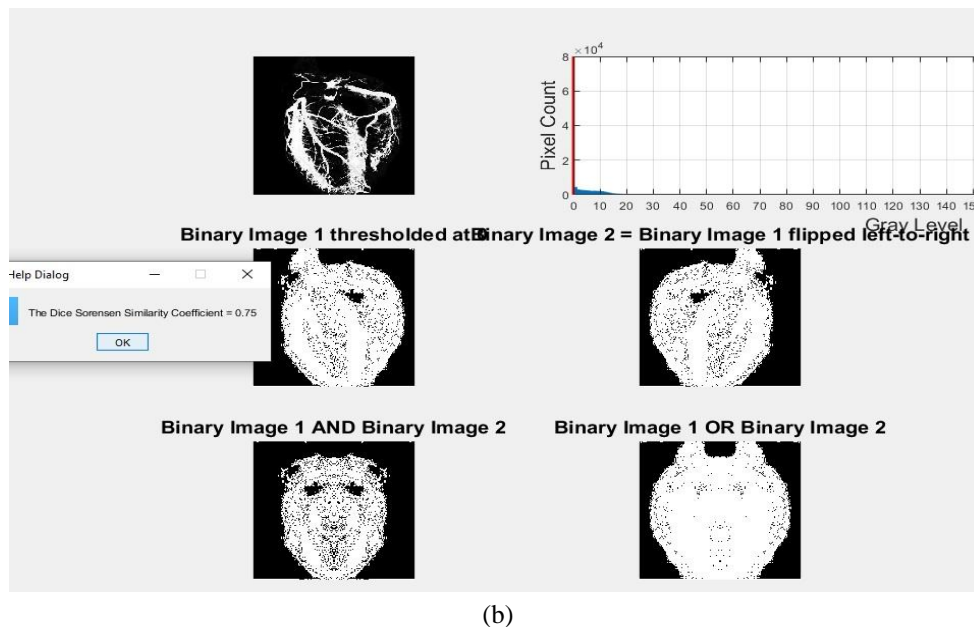 ×10⁴
8
6
4
2
0
Pixel Count
0 10 20 30 40 50 60 70 80 90 100 110 120 130 140 15
Gray Level
Binary Image 1 thresholded at 0
Binary Image 2 = Binary Image 1 flipped left-to-right
Help Dialog
The Dice Sorensen Similarity Coefficient = 0.75
OK
Binary Image 1 AND Binary Image 2
Binary Image 1 OR Binary Image 2
(b)